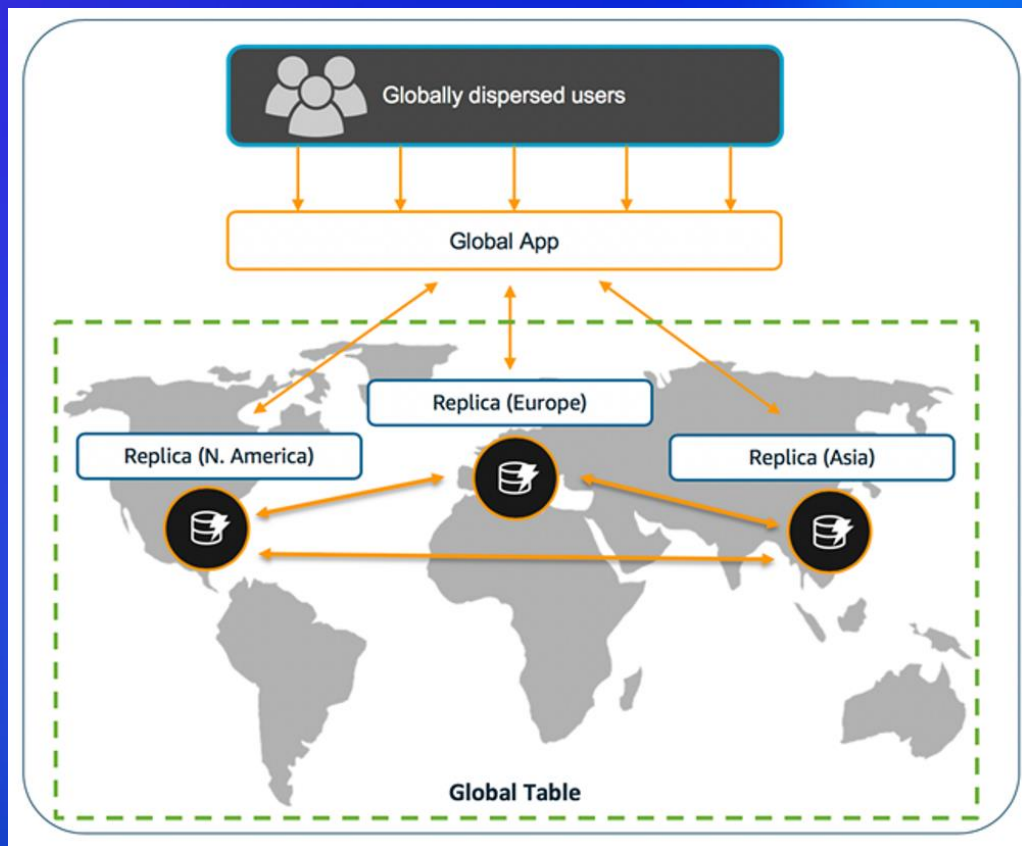 Globally dispersed users
Global App
Replica (Europe)
Replica (N. America)
Replica (Asia)
Global Table